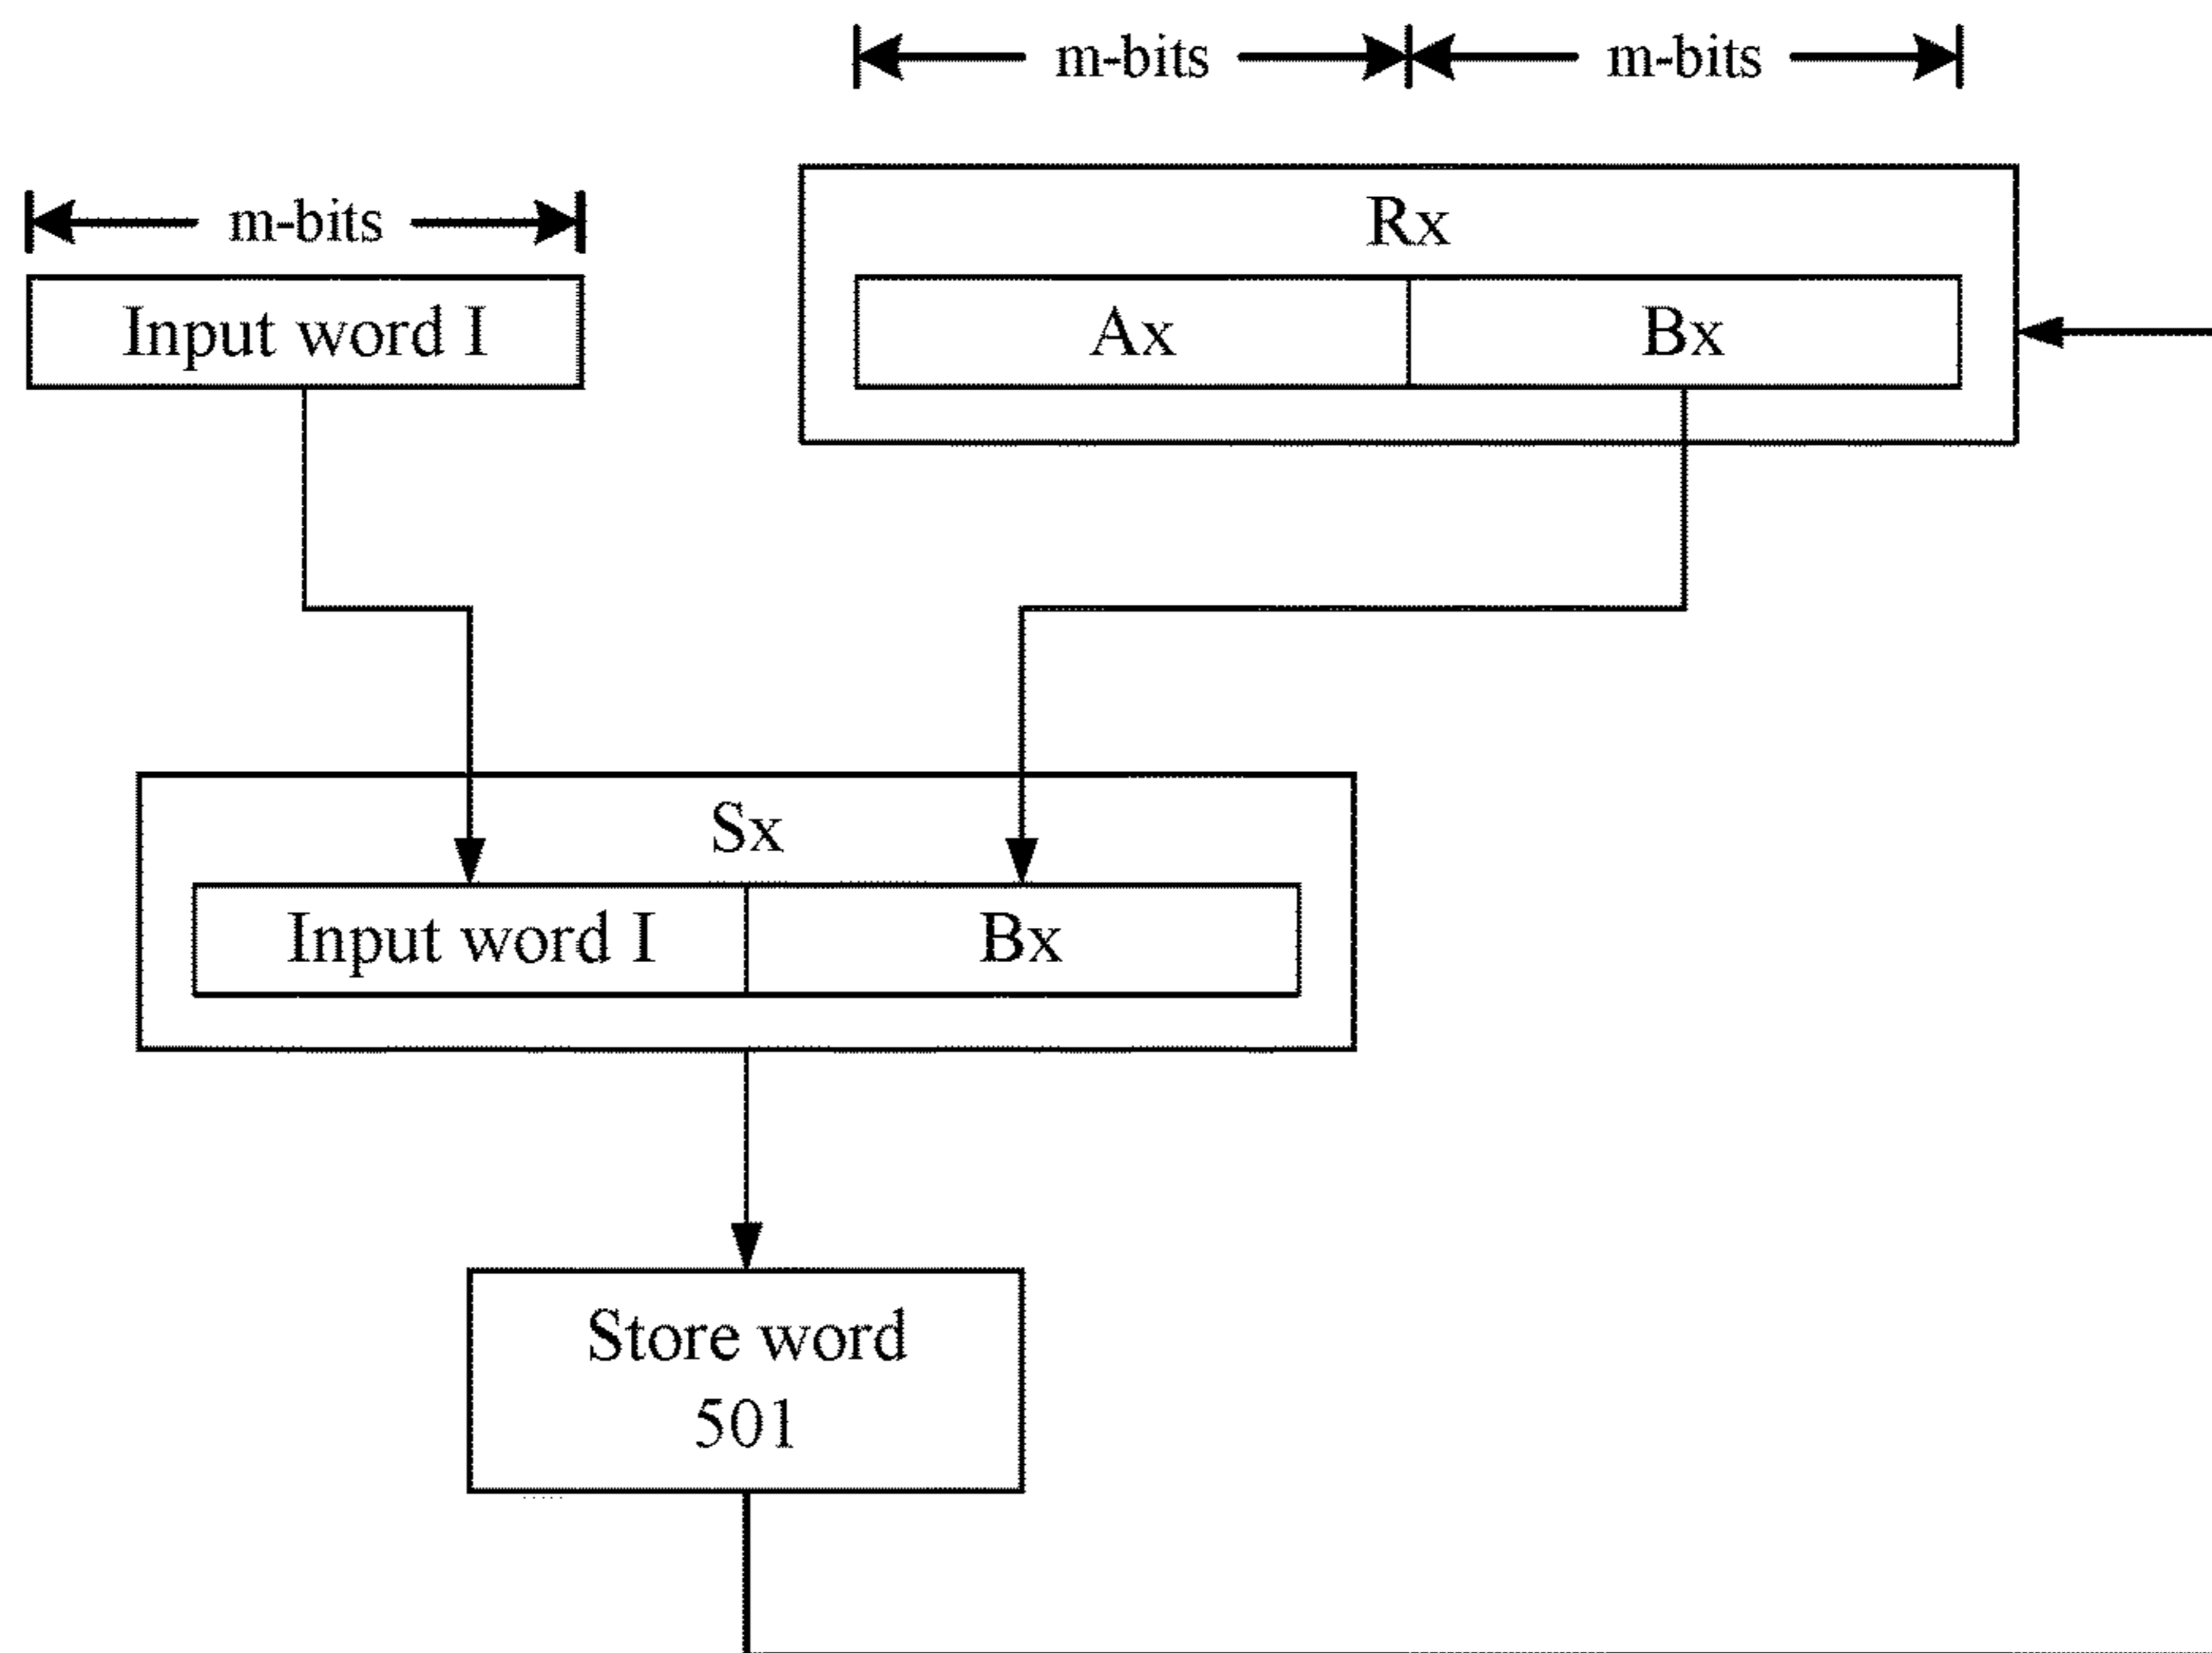 m-bits m-bits
m-bits
Rx
Input word I
Ax Bx
Sx
Input word I Bx
Store word
501